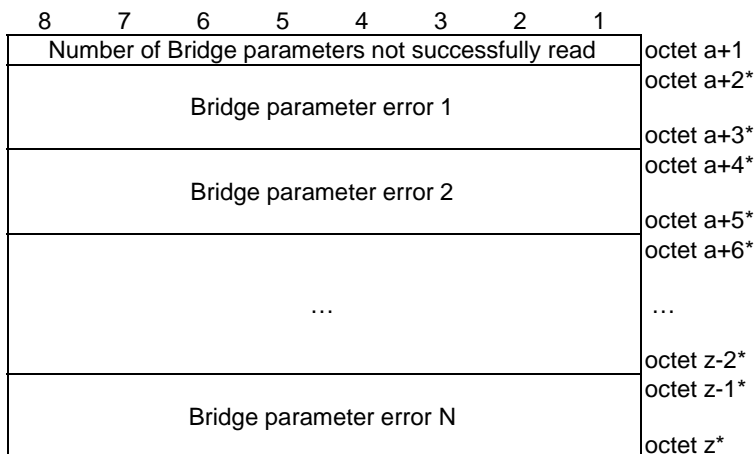 8 7 6 5 4 3 2 1
Number of Bridge parameters not successfully read octet a+1
octet a+2*
Bridge parameter error 1
octet a+3*
octet a+4*
Bridge parameter error 2
octet a+5*
octet a+6*
… …
octet z-2*
octet z-1*
Bridge parameter error N
octet z*